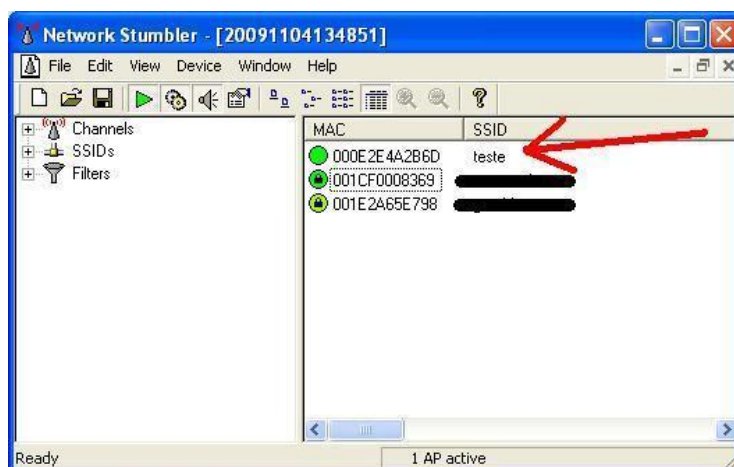 Network Stumbler - [20091104134851]
File Edit View Device Window Help
Channels
SSIDs
Filters
MAC SSID
000E2E4A2B6D teste
001CF0008369
001E2A65E798
Ready 1 AP active